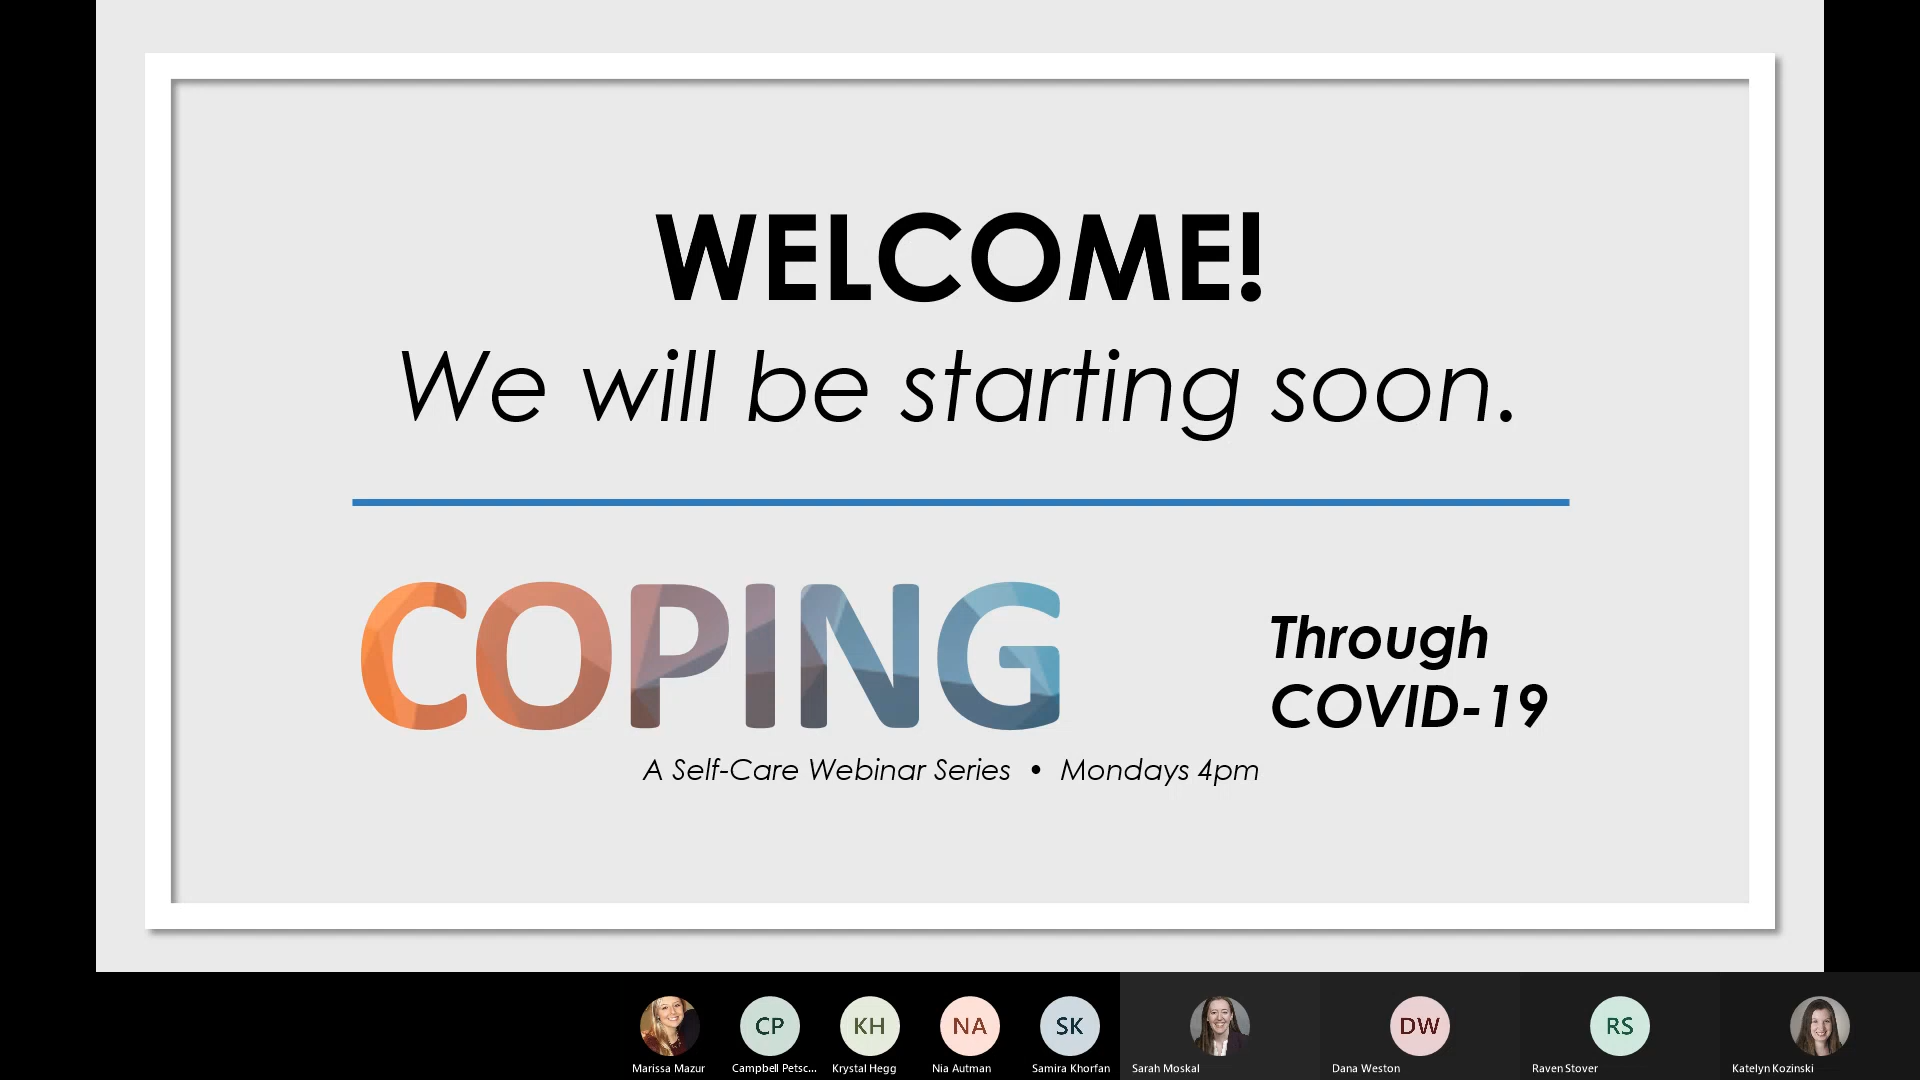 WELCOME!
We will be starting soon.
COPING
Through
COVID-19
A Self-Care Webinar Series • Mondays 4pm
CP
KH
NA
SK
DW
RS
Marissa Mazur
Campbell Petsc...
Krystal Hegg
Nia Autman
Samira Khorfan
Sarah Moskal
Dana Weston
Raven Stover
Katelyn Kozinski